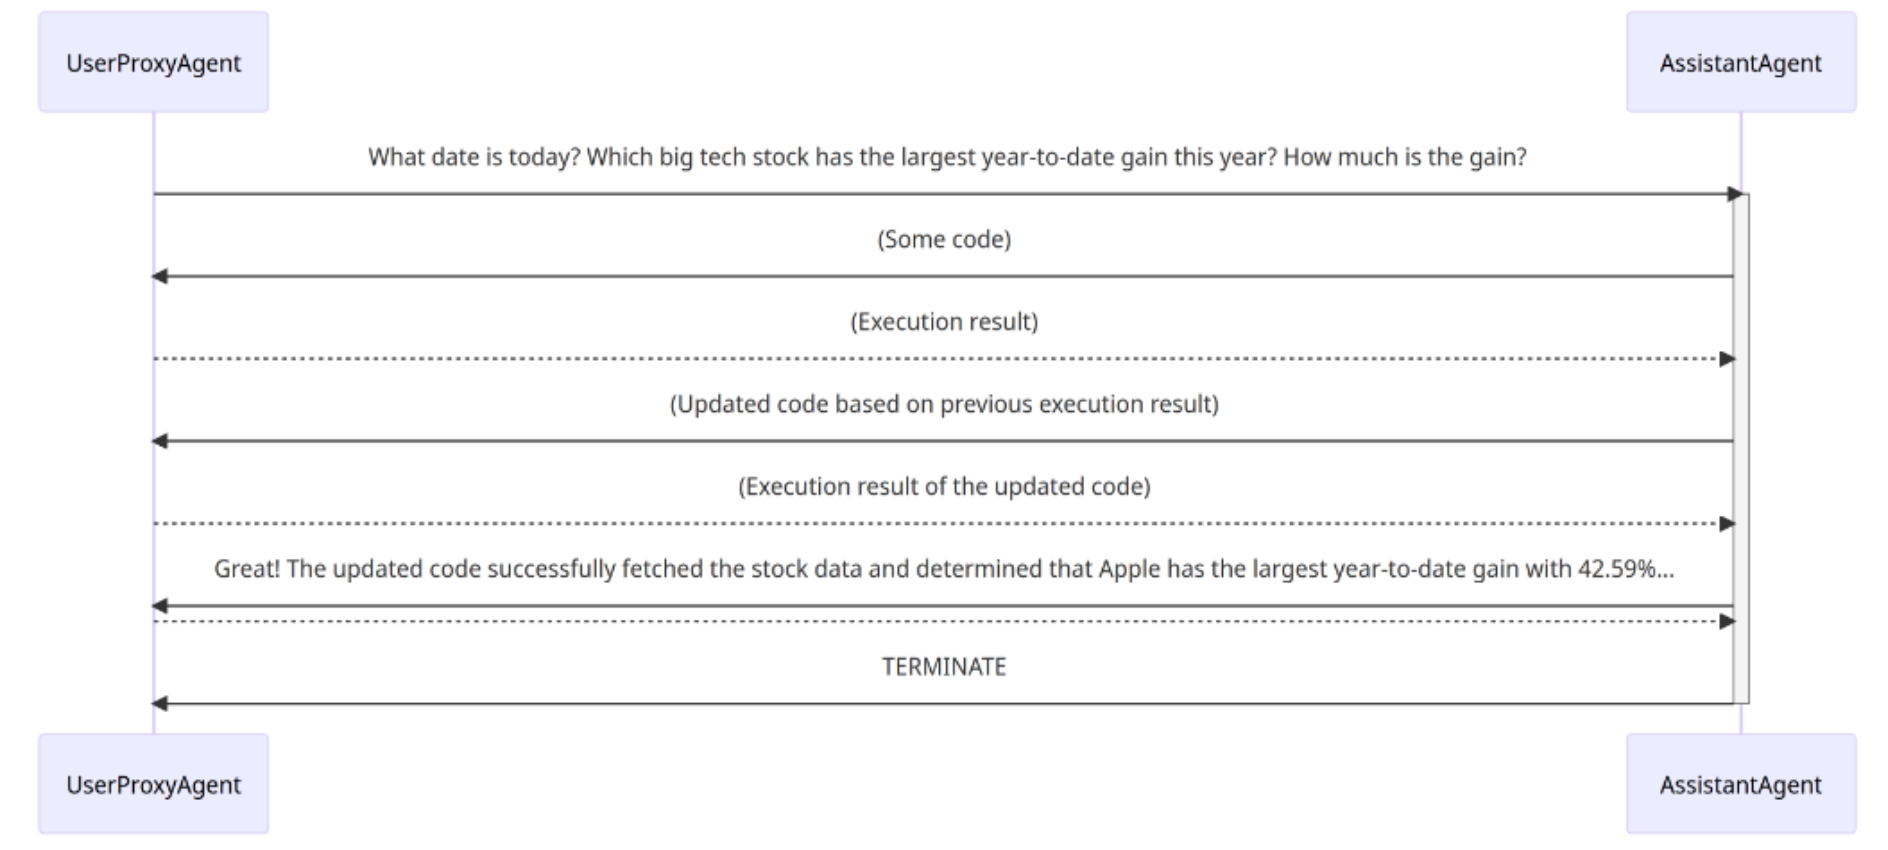 UserProxyAgent
AssistantAgent
What date is today? Which big tech stock has the largest year-to-date gain this year? How much is the gain?
(Some code)
(Execution result)
(Updated code based on previous execution result)
(Execution result of the updated code)
Great! The updated code successfully fetched the stock data and determined that Apple has the largest year-to-date gain with 42.59%...
TERMINATE
UserProxyAgent
AssistantAgent